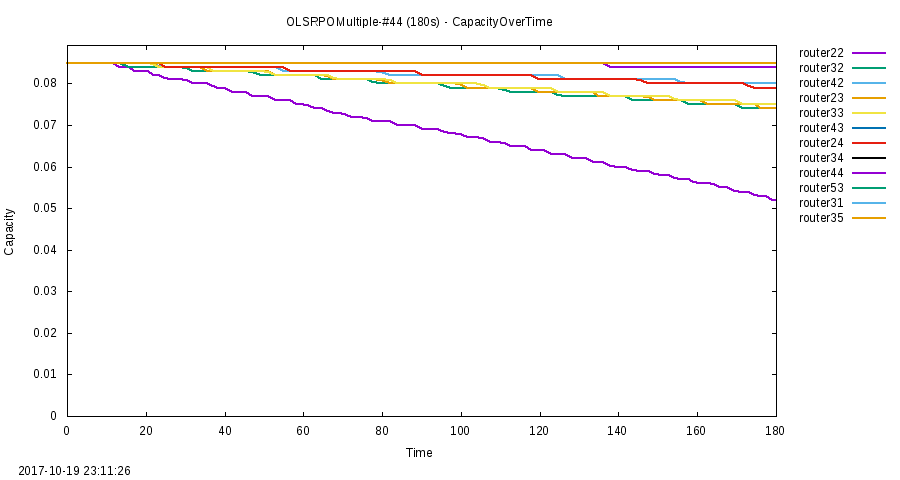 OLSRPOMultiple-#44 (180s) - CapacityOverTime
router22
router32
router42
router23
router33
router43
router24
router34
router44
router53
router31
router35
0.08
0.07
0.06
0.05
0.04
0.03
0.02
0.01
0
Capacity
0 20 40 60 80 100 120 140 160 180
Time
2017-10-19 23:11:26